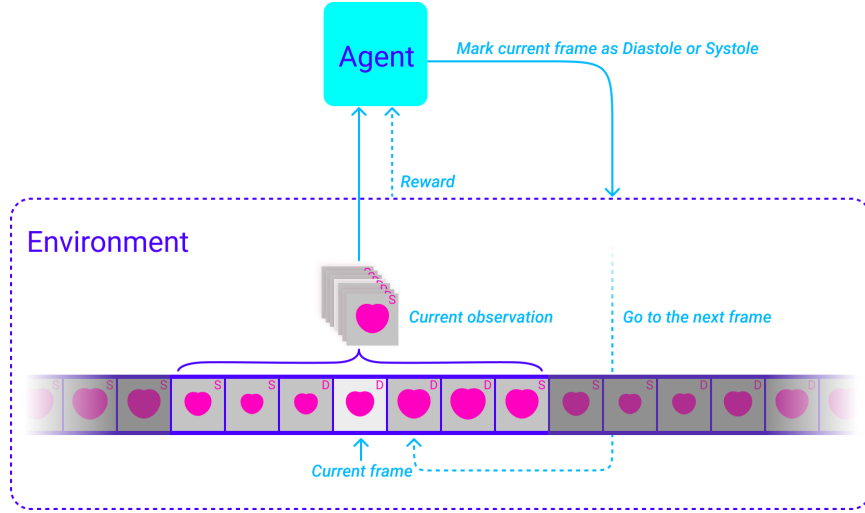 Agent
Mark current frame as Diastole or Systole
Reward
Environment
S
Current observation
Go to the next frame
S S S S S D D D D S S S D D D
Current frame